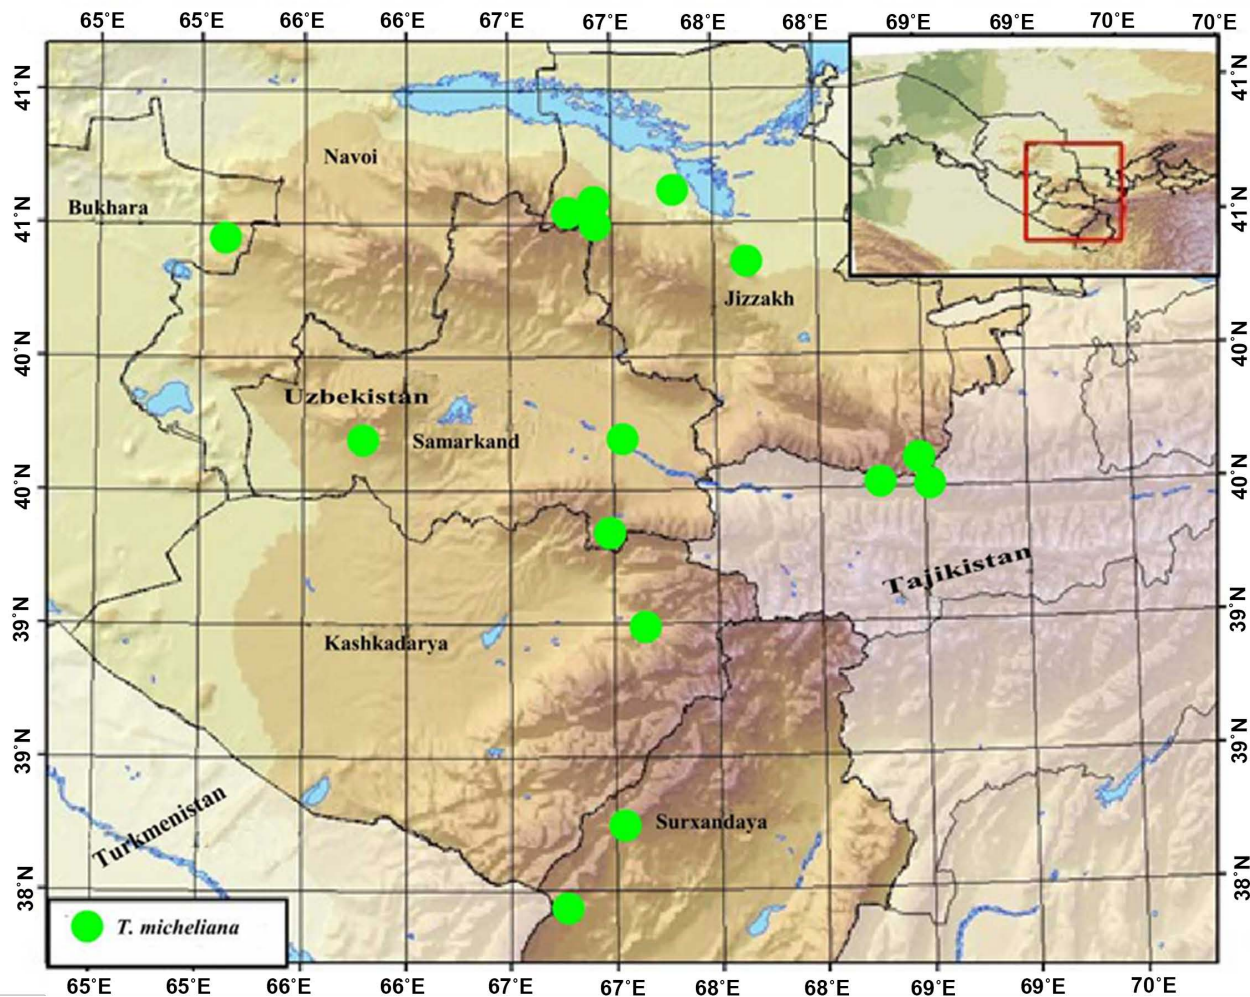 65°E 65°E 66°E 66°E 67°E 67°E 68°E 68°E 69°E 69°E 70°E 70°E
41°N
41°N
41°N
41°N
40°N
40°N
40°N
40°N
39°N
39°N
39°N
39°N
38°N
38°N
Navoi
Bukhara
Jizzakh
Uzbekistan
Samarkand
Tajikistan
Kashkadarya
Turkmenistan
Surxandaya
T. micheliana
65°E 65°E 66°E 66°E 67°E 67°E 68°E 68°E 69°E 69°E 70°E